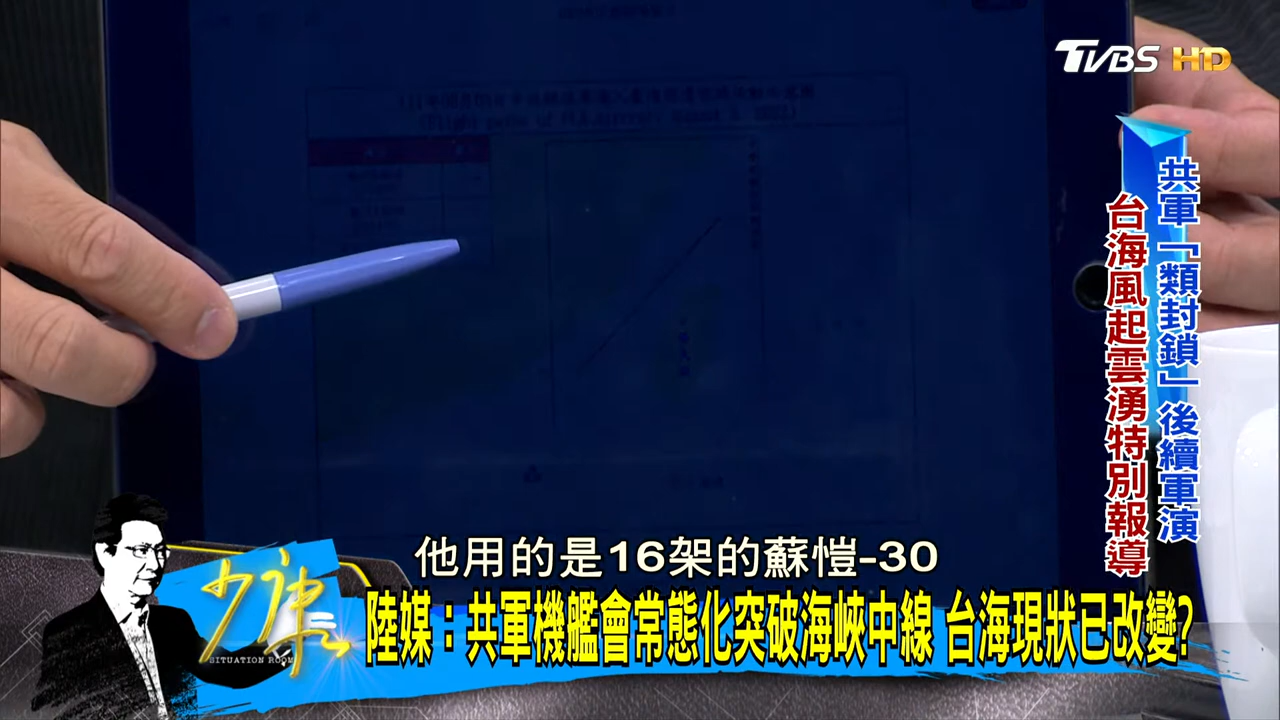 TVBS HD
共軍「類封鎖」後續軍演
台海風起雲湧特別報導
他用的是16架的蘇愷-30
少康
SITUATION ROOM
陸媒：共軍機艦會常態化突破海峽中線 台海現狀已改變?